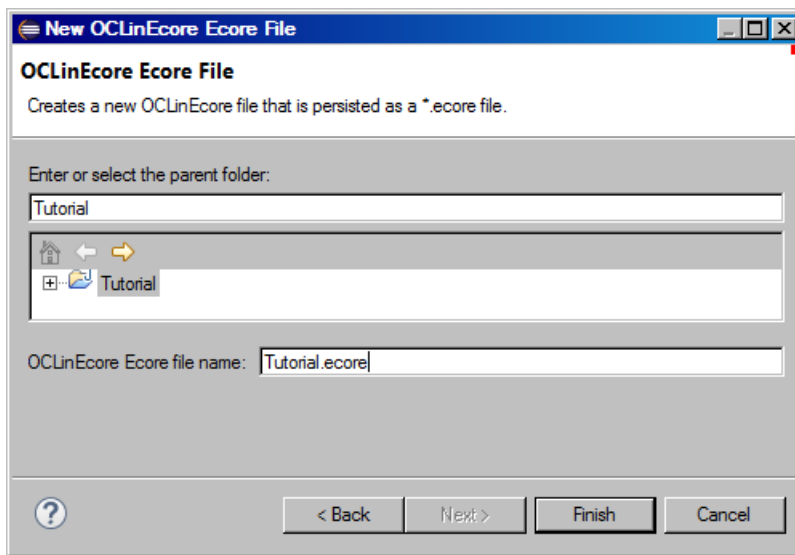 New OCLinEcore Ecore File
OCLinEcore Ecore File
Creates a new OCLinEcore file that is persisted as a *.ecore file.
Enter or select the parent folder:
Tutorial
Tutorial
OCLinEcore Ecore file name: Tutorial.ecore
? < Back Next > Finish Cancel